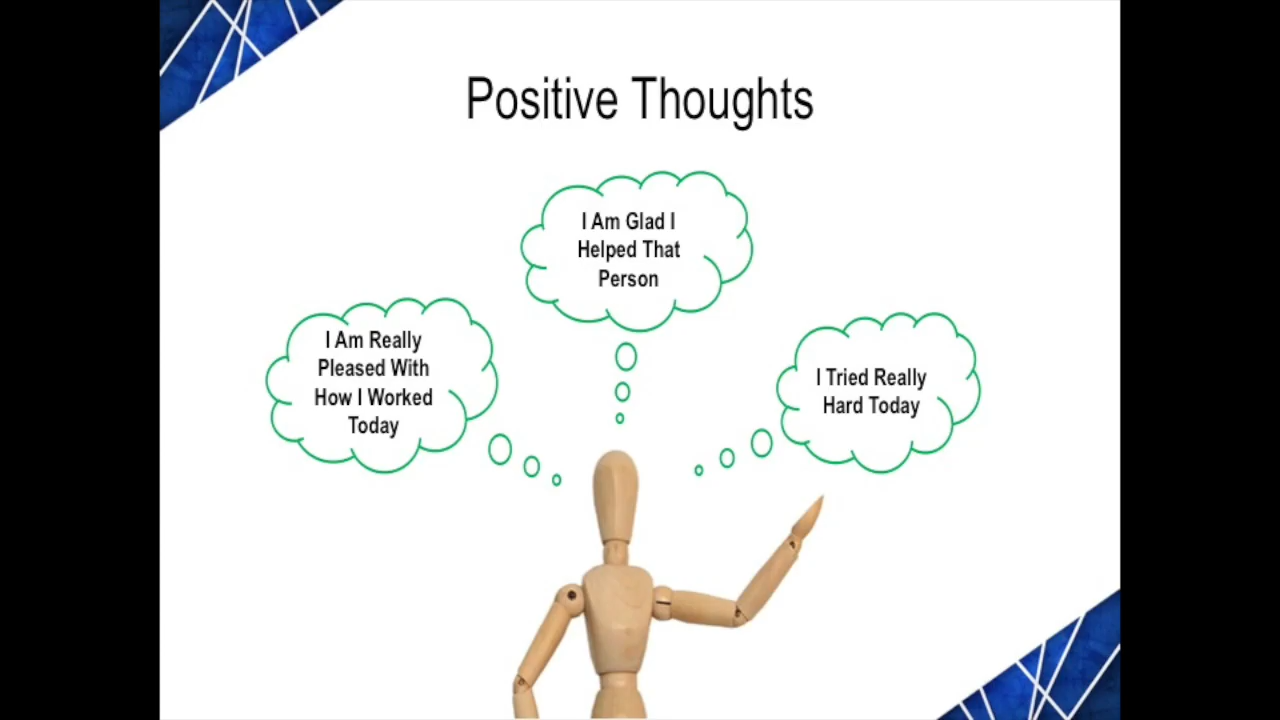 Positive Thoughts
I Am Glad I
Helped That
Person
I Am Really
Pleased With
How I Worked
Today
I Tried Really
Hard Today